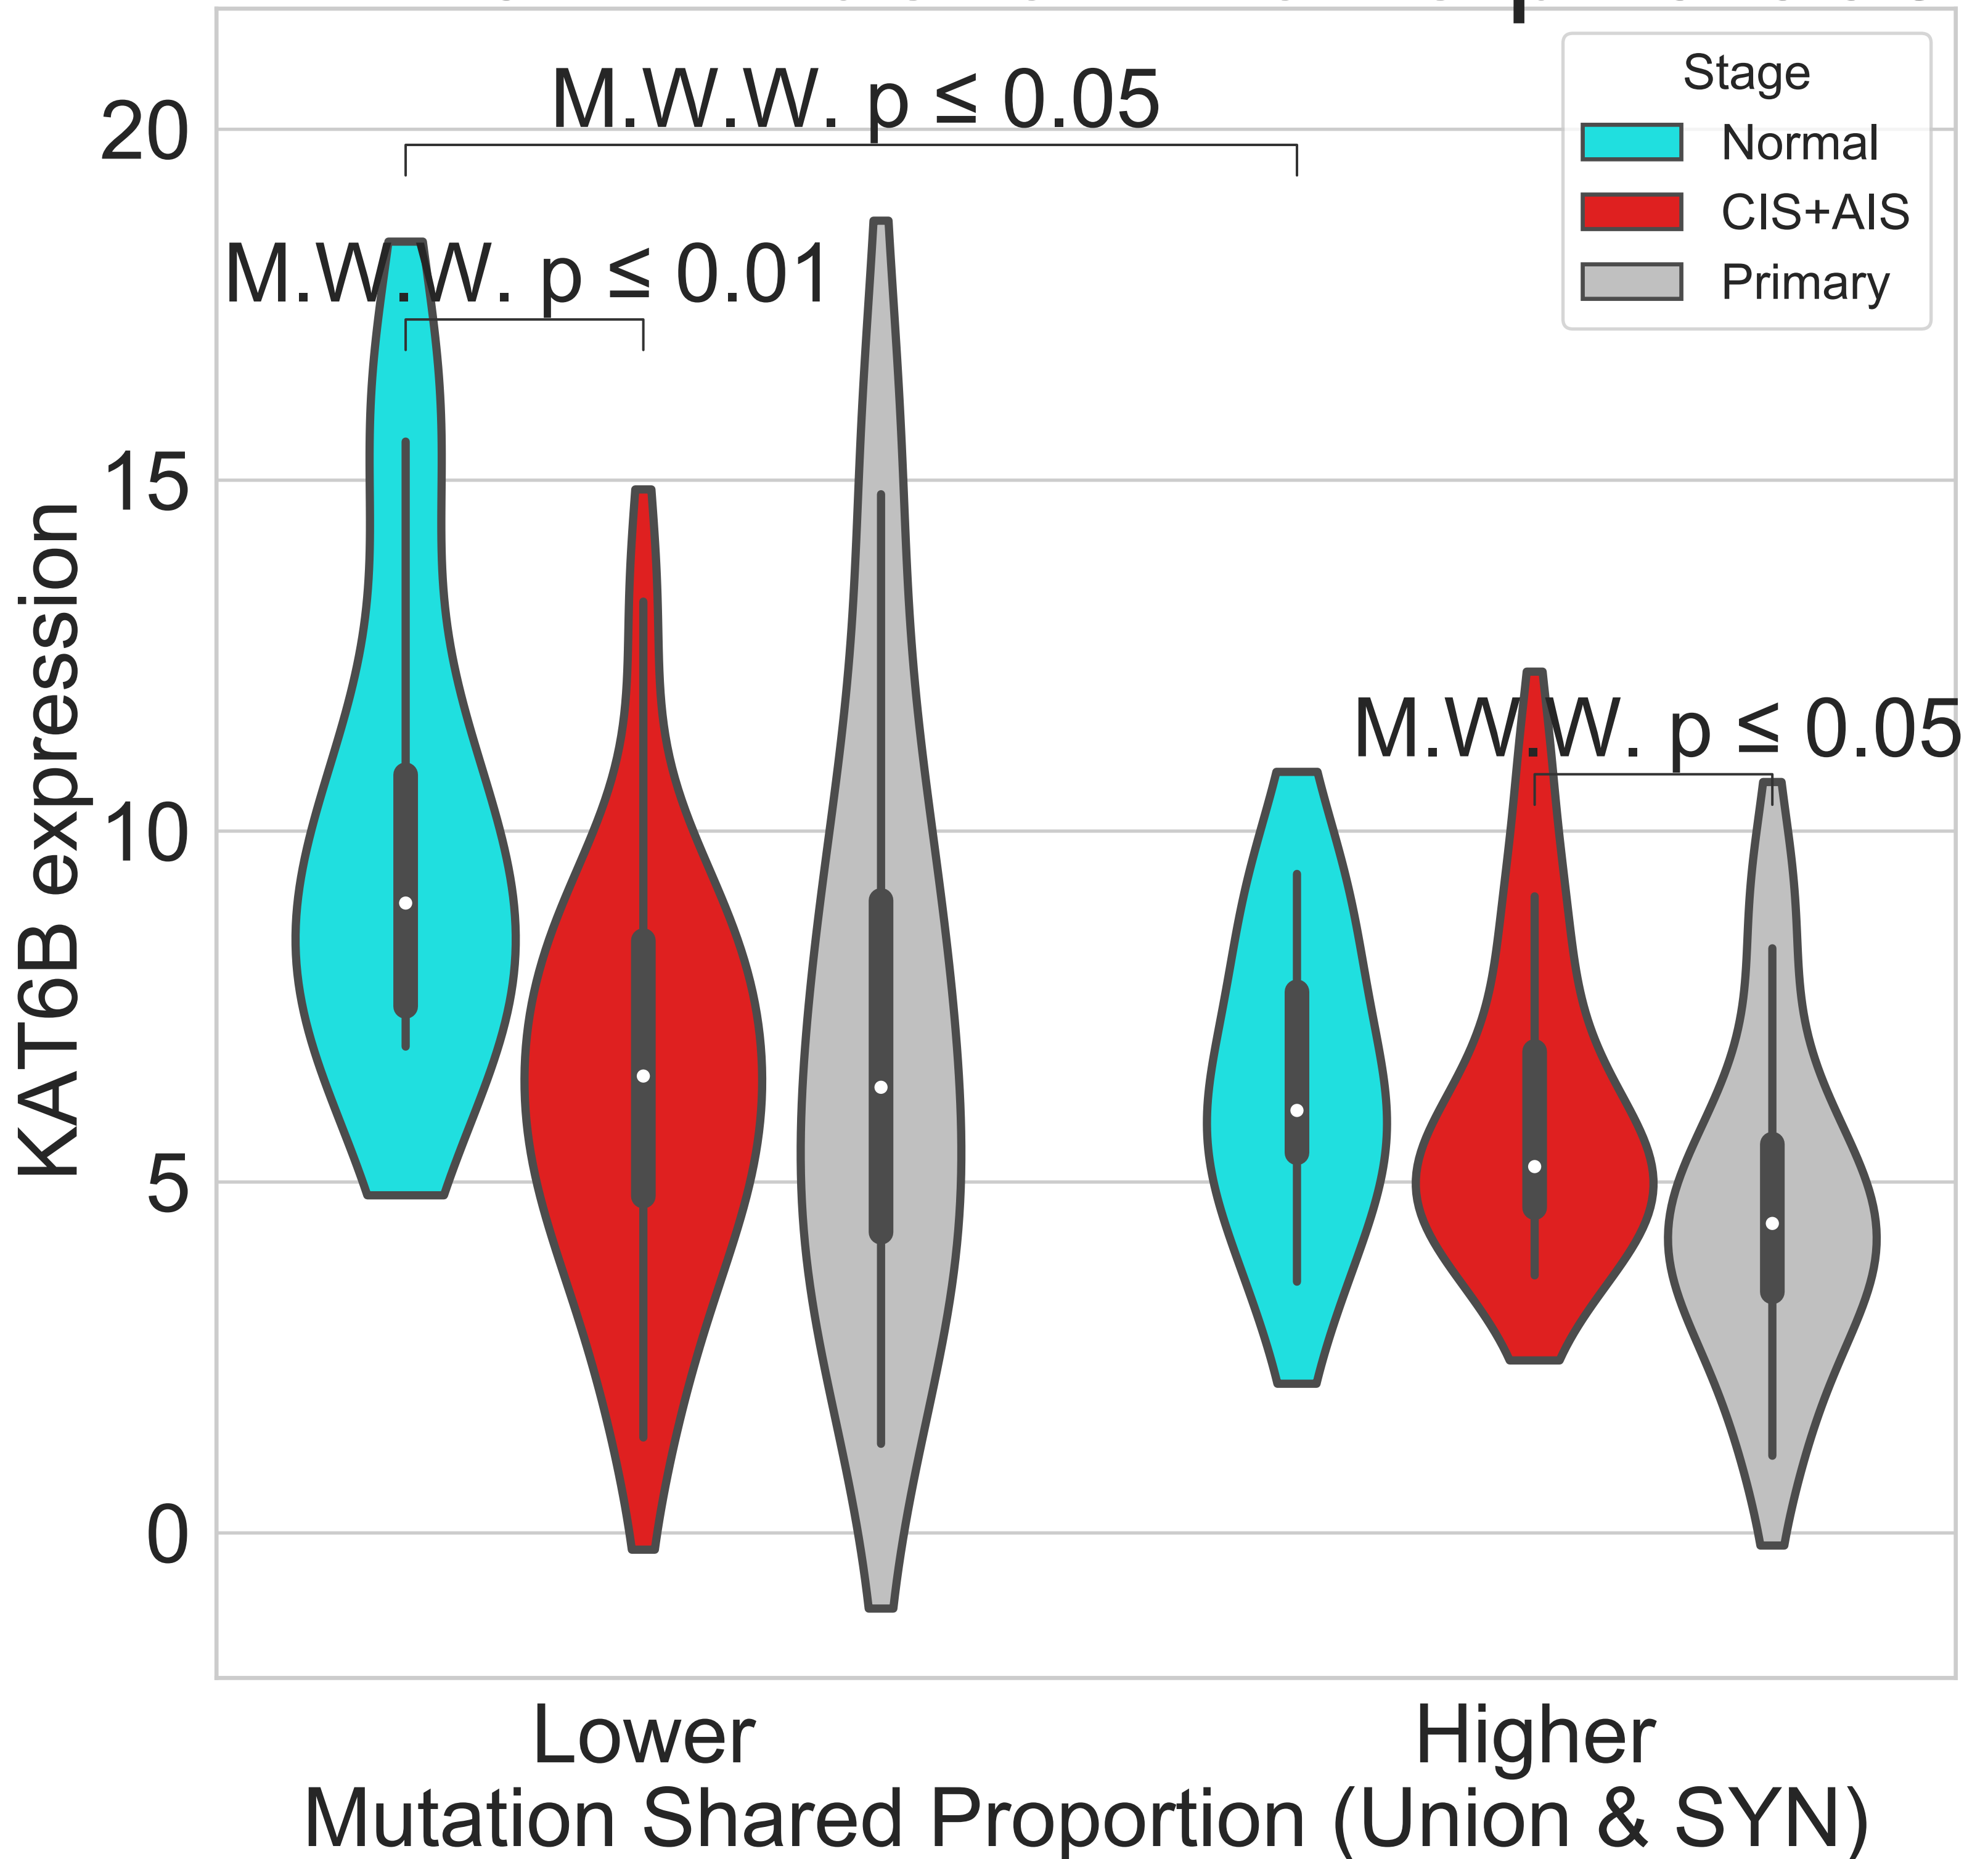 M.W.W. p ≤ 0.05
Stage
Normal
CIS+AIS
Primary
M.W.W. p ≤ 0.01
M.W.W. p ≤ 0.05
20
15
10
5
0
KAT6B expression
Lower
Higher
Mutation Shared Proportion (Union & SYN)